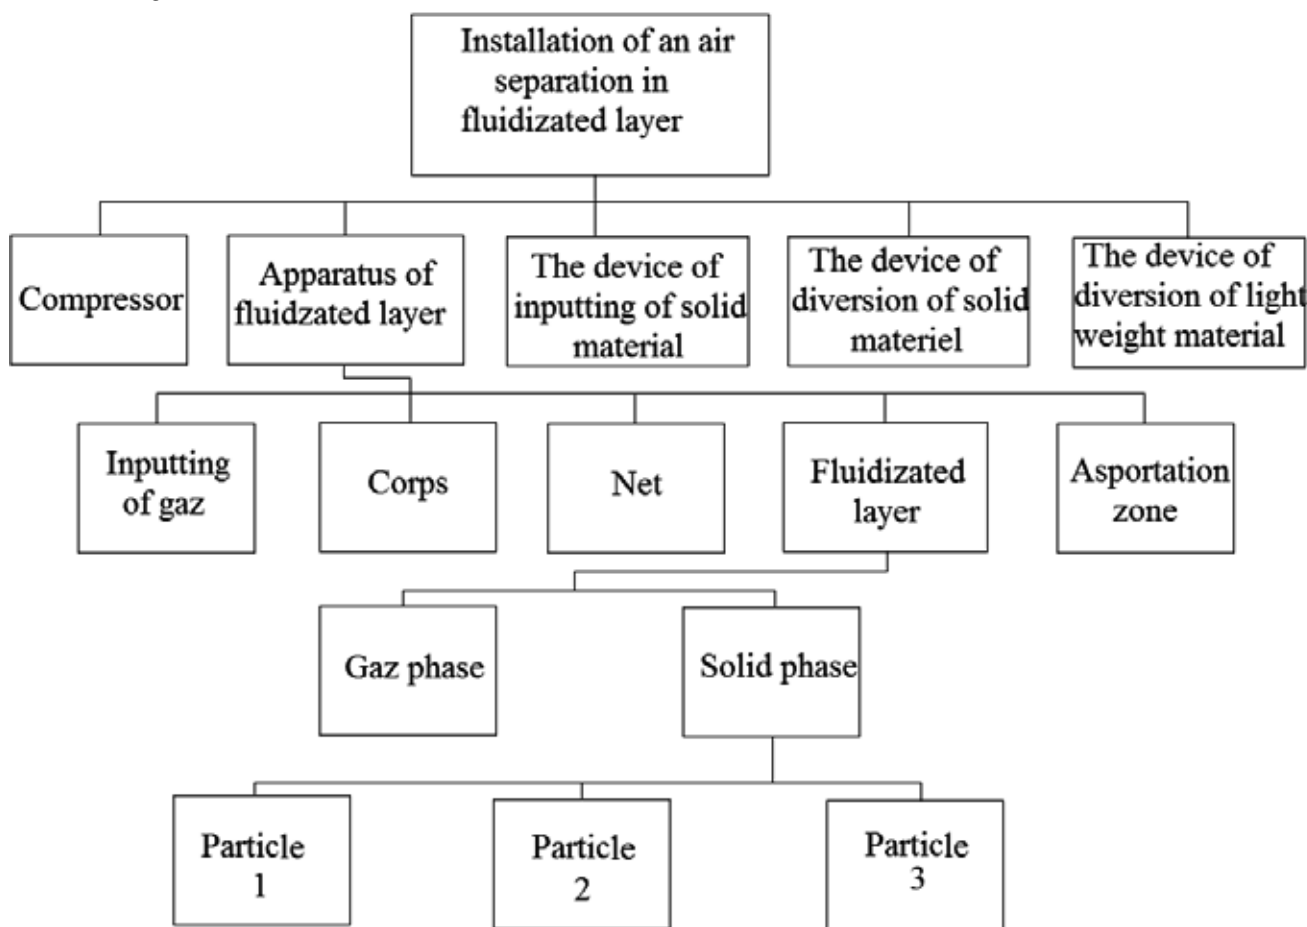 Installation of an air
separation in
fluidizated layer
Compressor
Apparatus of
fluidzated layer
The device of
inputting of solid
material
The device of
diversion of solid
materiel
The device of
diversion of light
weight material
Inputting
of gaz
Corps
Net
Fluidizated
layer
Asportation
zone
Gaz phase
Solid phase
Particle
1
Particle
2
Particle
3